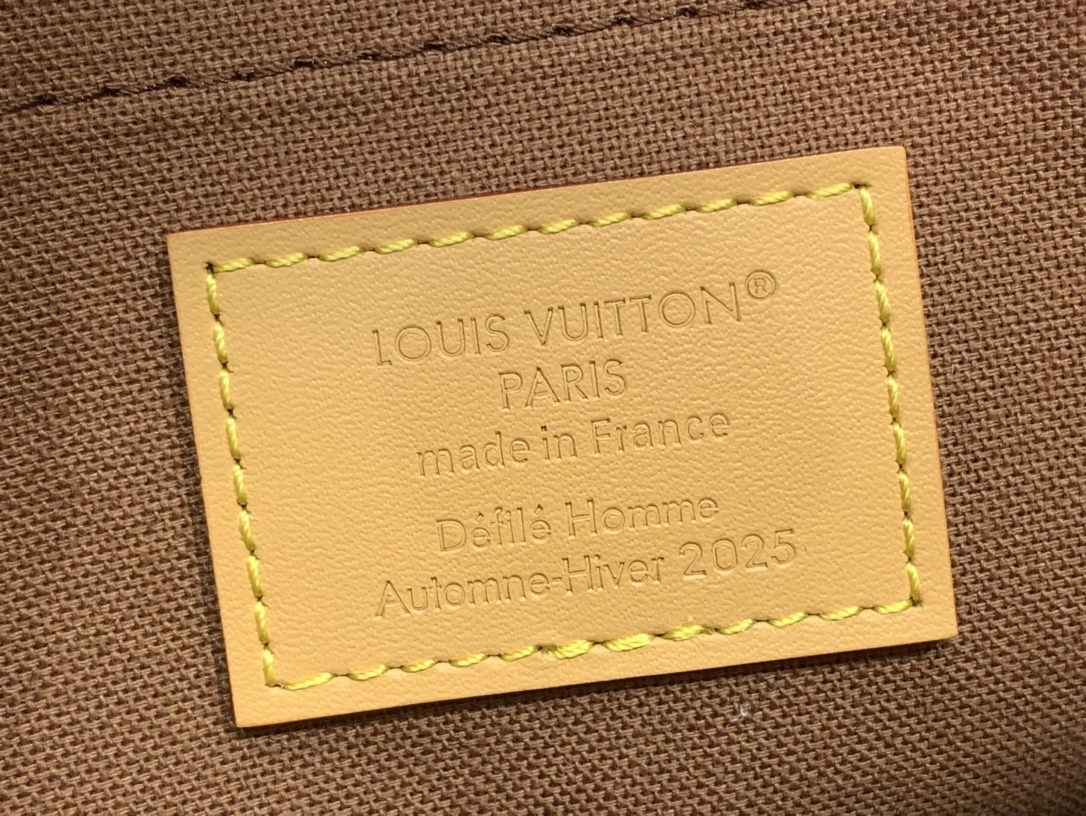 LOUIS VUITTON®
PARIS
made in France
Défilé Homme
Automne-Hiver 2025